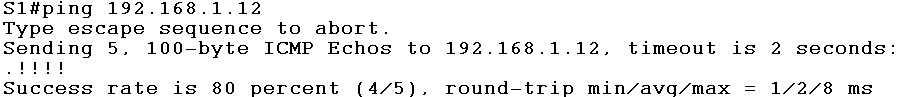 S1#ping 192.168.1.12
Type escape sequence to abort.
Sending 5, 100-byte ICMP Echos to 192.168.1.12, timeout is 2 seconds:
.!!!!
Success rate is 80 percent (4/5), round-trip min/avg/max = 1/2/8 ms